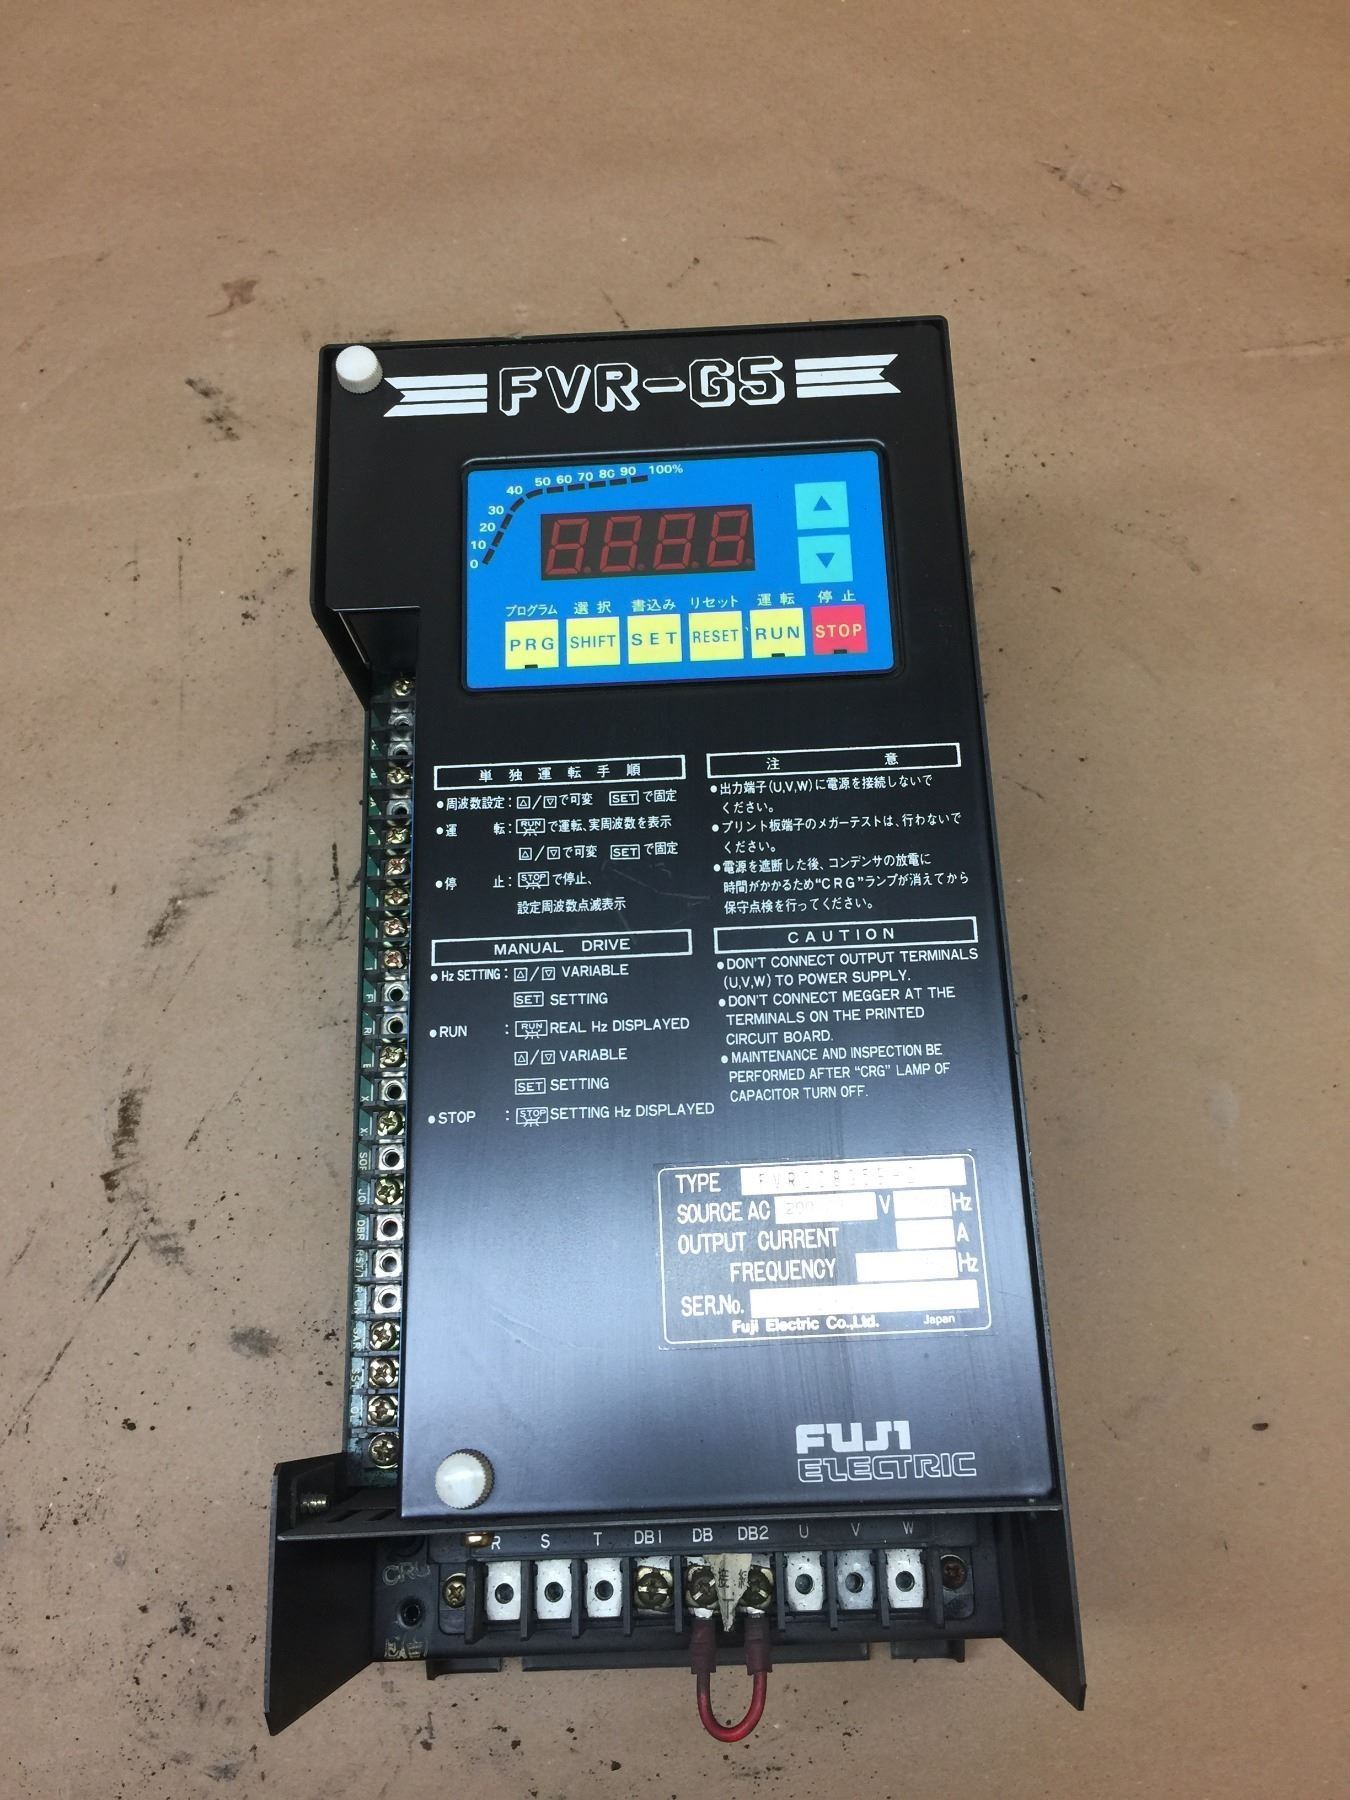 FVR-G5
0 10 20 30 40 50 60 70 80 90 100%
8.8.8.8.
プログラム 選択 書込み リセット 運転 停止
PRG SHIFT SET RESET RUN STOP
単独運転手順
●周波数設定:△/▽で可変 SETで固定
●運転:RUNで運転、実周波数を表示
△/▽で可変 SETで固定
●停止:STOPで停止、
設定周波数点滅表示
注意
●出力端子(U,V,W)に電源を接続しないで
ください。
●プリント板端子のメガーテストは、行わないで
ください。
●電源を遮断した後、コンデンサの放電に
時間がかかるため“CRG”ランプが消えてから
保守点検を行ってください。
MANUAL DRIVE
●Hz SETTING:△/▽ VARIABLE
SET SETTING
●RUN :RUN REAL Hz DISPLAYED
△/▽ VARIABLE
SET SETTING
●STOP :STOP SETTING Hz DISPLAYED
CAUTION
●DON'T CONNECT OUTPUT TERMINALS
(U,V,W) TO POWER SUPPLY.
●DON'T CONNECT MEGGER AT THE
TERMINALS ON THE PRINTED
CIRCUIT BOARD.
●MAINTENANCE AND INSPECTION BE
PERFORMED AFTER “CRG” LAMP OF
CAPACITOR TURN OFF.
TYPE
SOURCE AC 200 V Hz
OUTPUT CURRENT A
FREQUENCY Hz
SER.No.
Fuji Electric Co.,Ltd. Japan
FUJI
ELECTRIC
DBR
RST/
R S T DB1 DB DB2 U V W
接続